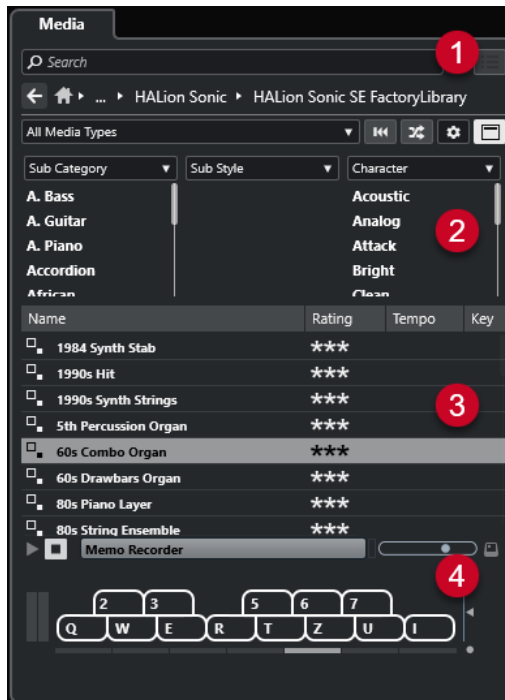 Media
Search
1
... HALion Sonic HALion Sonic SE FactoryLibrary
All Media Types
Sub Category Sub Style Character
A. Bass Acoustic
A. Guitar Analog
2
A. Piano Attack
Accordion Bright
African Clean
Name Rating Tempo Key
1984 Synth Stab ***
1990s Hit ***
1990s Synth Strings ***
3
5th Percussion Organ ***
60s Combo Organ ***
60s Drawbars Organ ***
80s Piano Layer ***
80s String Ensemble ***
Memo Recorder
4
2 3 5 6 7
Q W E R T Z U I